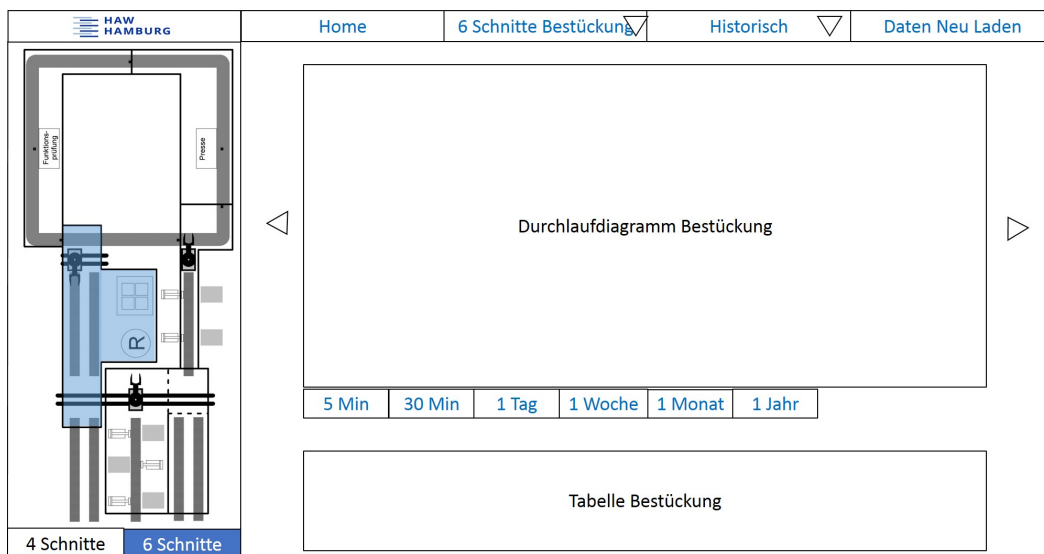 HAW
HAMBURG
Home
6 Schnitte Bestückung
Historisch
Daten Neu Laden
Funktions-
prüfung
Presse
R
Durchlaufdiagramm Bestückung
5 Min
30 Min
1 Tag
1 Woche
1 Monat
1 Jahr
Tabelle Bestückung
4 Schnitte
6 Schnitte